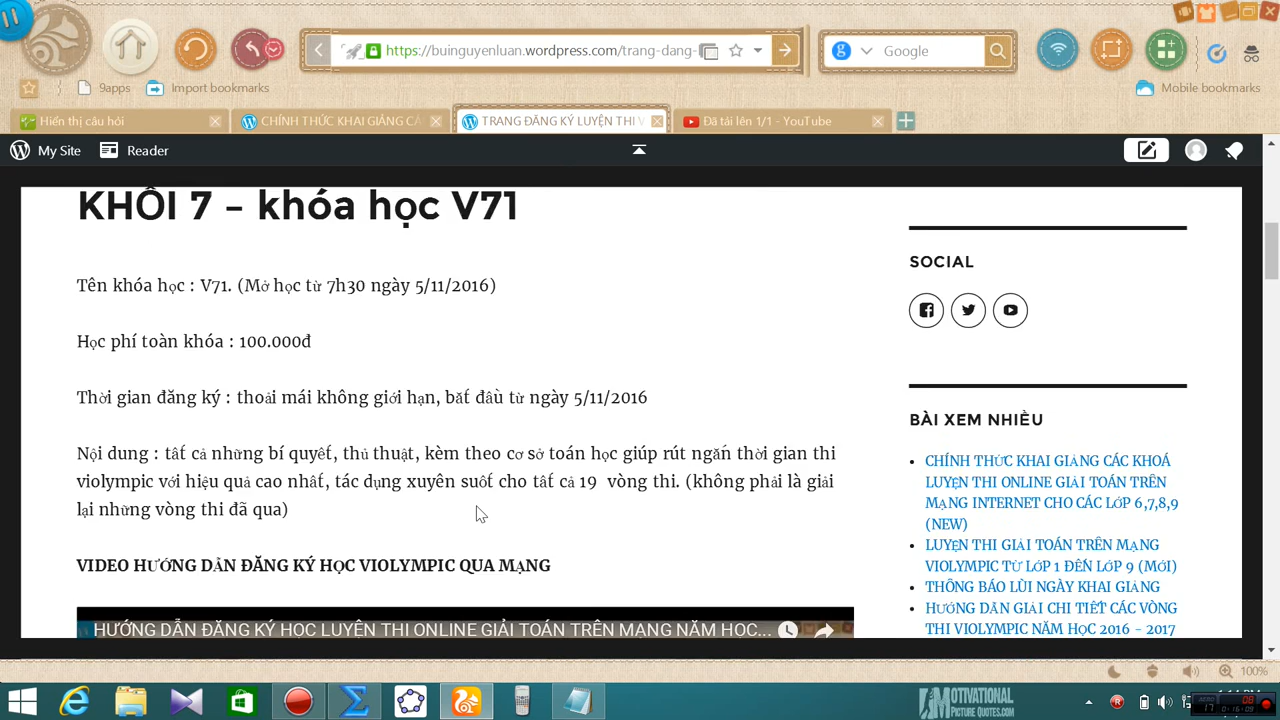 https://buinguyenluan.wordpress.com/trang-dang-
Google
9apps
Import bookmarks
Mobile bookmarks
Hiển thị câu hỏi
CHÍNH THỨC KHAI GIẢNG CÁ
TRANG ĐĂNG KÝ LUYỆN THI V
Đã tải lên 1/1 - YouTube
My Site
Reader
KHỐI 7 – khóa học V71
Tên khóa học : V71. (Mở học từ 7h30 ngày 5/11/2016)
Học phí toàn khóa : 100.000đ
Thời gian đăng ký : thoải mái không giới hạn, bắt đầu từ ngày 5/11/2016
Nội dung : tất cả những bí quyết, thủ thuật, kèm theo cơ sở toán học giúp rút ngắn thời gian thi
violympic với hiệu quả cao nhất, tác dụng xuyên suốt cho tất cả 19 vòng thi. (không phải là giải
lại những vòng thi đã qua)
VIDEO HƯỚNG DẪN ĐĂNG KÝ HỌC VIOLYMPIC QUA MẠNG
HƯỚNG DẪN ĐĂNG KÝ HỌC LUYỆN THI ONLINE GIẢI TOÁN TRÊN MẠNG NĂM HỌC...
SOCIAL
BÀI XEM NHIỀU
CHÍNH THỨC KHAI GIẢNG CÁC KHOÁ
LUYỆN THI ONLINE GIẢI TOÁN TRÊN
MẠNG INTERNET CHO CÁC LỚP 6,7,8,9
(NEW)
LUYỆN THI GIẢI TOÁN TRÊN MẠNG
VIOLYMPIC TỪ LỚP 1 ĐẾN LỚP 9 (MỚI)
THÔNG BÁO LÙI NGÀY KHAI GIẢNG
HƯỚNG DẪN GIẢI CHI TIẾT CÁC VÒNG
THI VIOLYMPIC NĂM HỌC 2016 - 2017
100%
MOTIVATIONAL
PICTURE QUOTES.COM